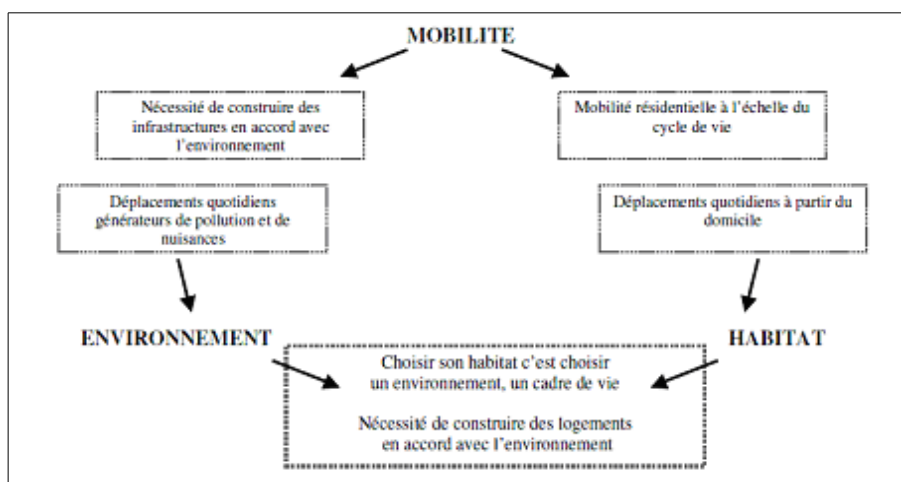 MOBILITE
Nécessité de construire des
infrastructures en accord avec
l'environnement
Mobilité résidentielle à l'échelle du
cycle de vie
Déplacements quotidiens
générateurs de pollution et de
nuisances
Déplacements quotidiens à partir du
domicile
ENVIRONNEMENT
HABITAT
Choisir son habitat c'est choisir
un environnement, un cadre de vie
Nécessité de construire des logements
en accord avec l'environnement